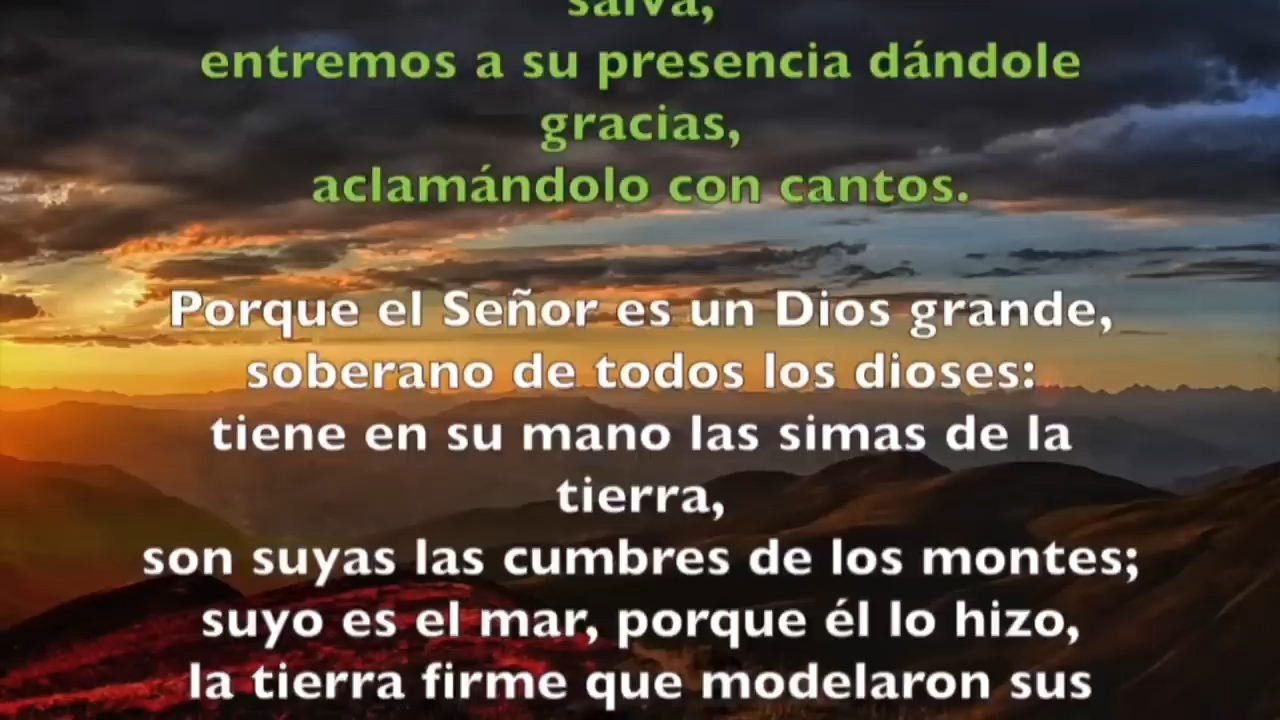 salva,
entremos a su presencia dándole
gracias,
aclamándolo con cantos.
Porque el Señor es un Dios grande,
soberano de todos los dioses:
tiene en su mano las simas de la
tierra,
son suyas las cumbres de los montes;
suyo es el mar, porque él lo hizo,
la tierra firme que modelaron sus